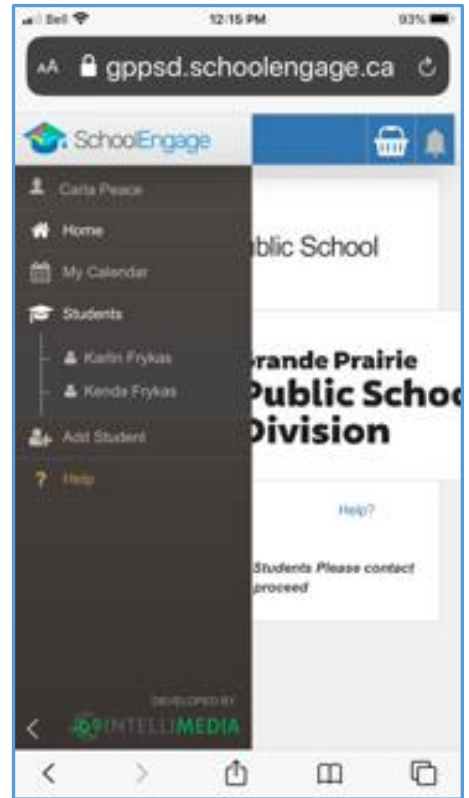 Bell 12:15 PM 93%
AA gppsd.schoolengage.ca
SchoolEngage
Carla Peace
Home
ublic School
My Calendar
Students
Karlin Frykas
Kenda Frykas
rande Prairie
Public Schoo
Division
Add Student
Help
Help?
Students Please contact
proceed
DEVELOPED BY
INTELLIMEDIA